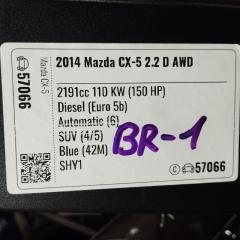 2014 Mazda CX-5 2.2 D AWD
57066
Mazda CX-5
2191cc 110 KW (150 HP)
Diesel (Euro 5b)
Automatic (6)
SUV (4/5)
Blue (42M)
SHY1
BR-1
57066